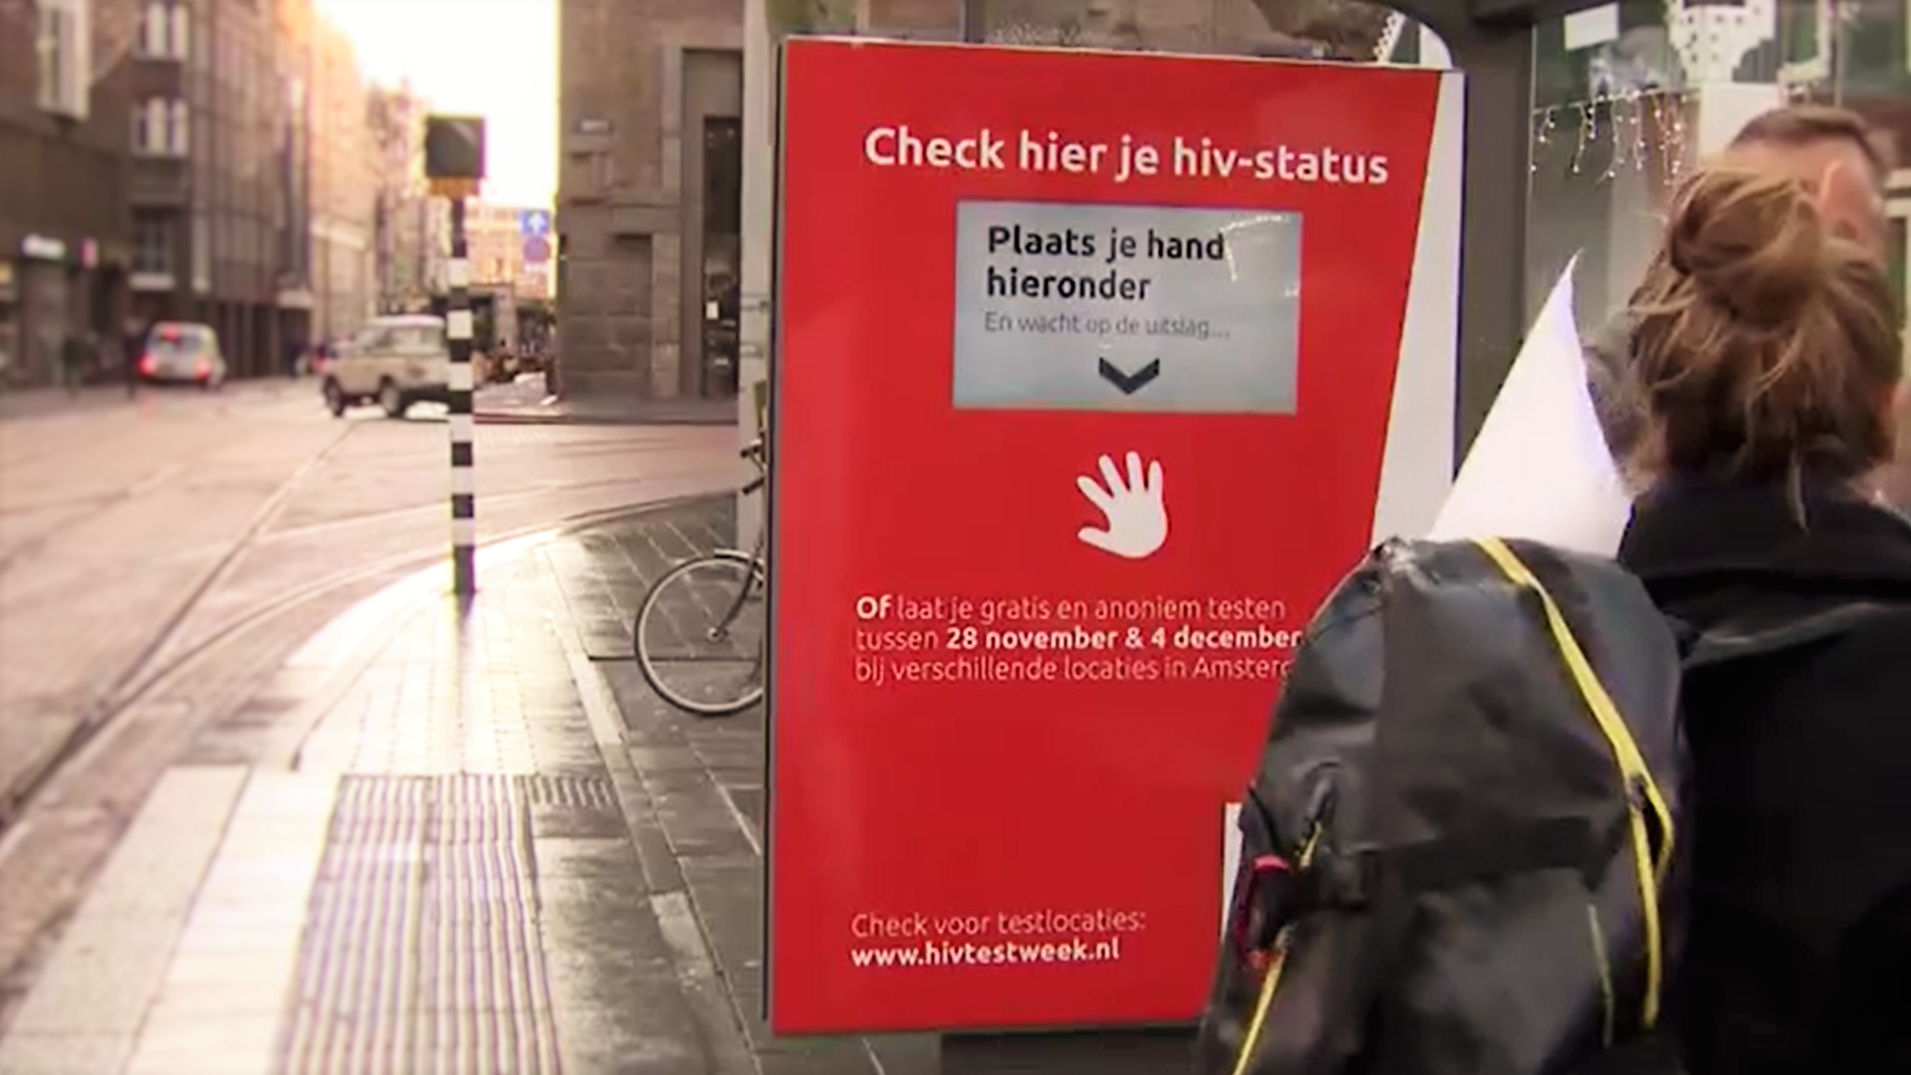 Check hier je hiv-status
Plaats je hand
hieronder
En wacht op de uitslag...
OF laat je gratis en anoniem testen
tussen 28 november & 4 december
bij verschillende locaties in Amster
Check voor testlocaties:
www.hivtestweek.nl